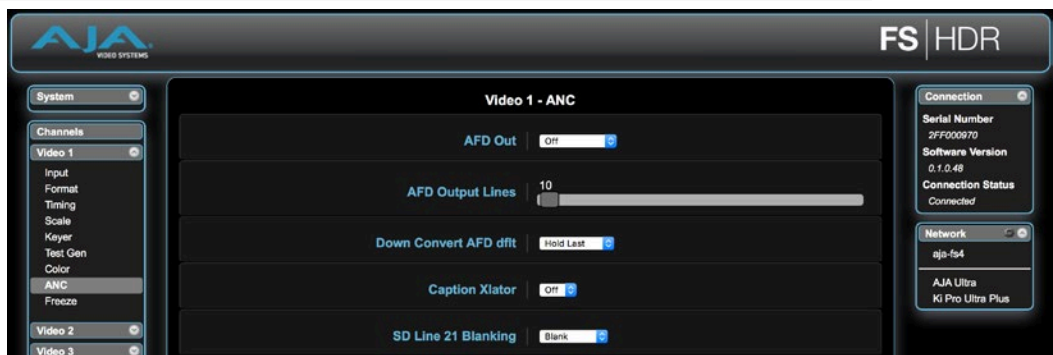 AJA
VIDEO SYSTEMS
FS HDR
System
Channels
Video 1
Input
Format
Timing
Scale
Keyer
Test Gen
Color
ANC
Freeze
Video 2
Video 3
Video 1 - ANC
AFD Out Off
AFD Output Lines 10
Down Convert AFD dflt Hold Last
Caption Xlator Off
SD Line 21 Blanking Blank
Connection
Serial Number
2FF000970
Software Version
0.1.0.48
Connection Status
Connected
Network
aja-fs4
AJA Ultra
Ki Pro Ultra Plus